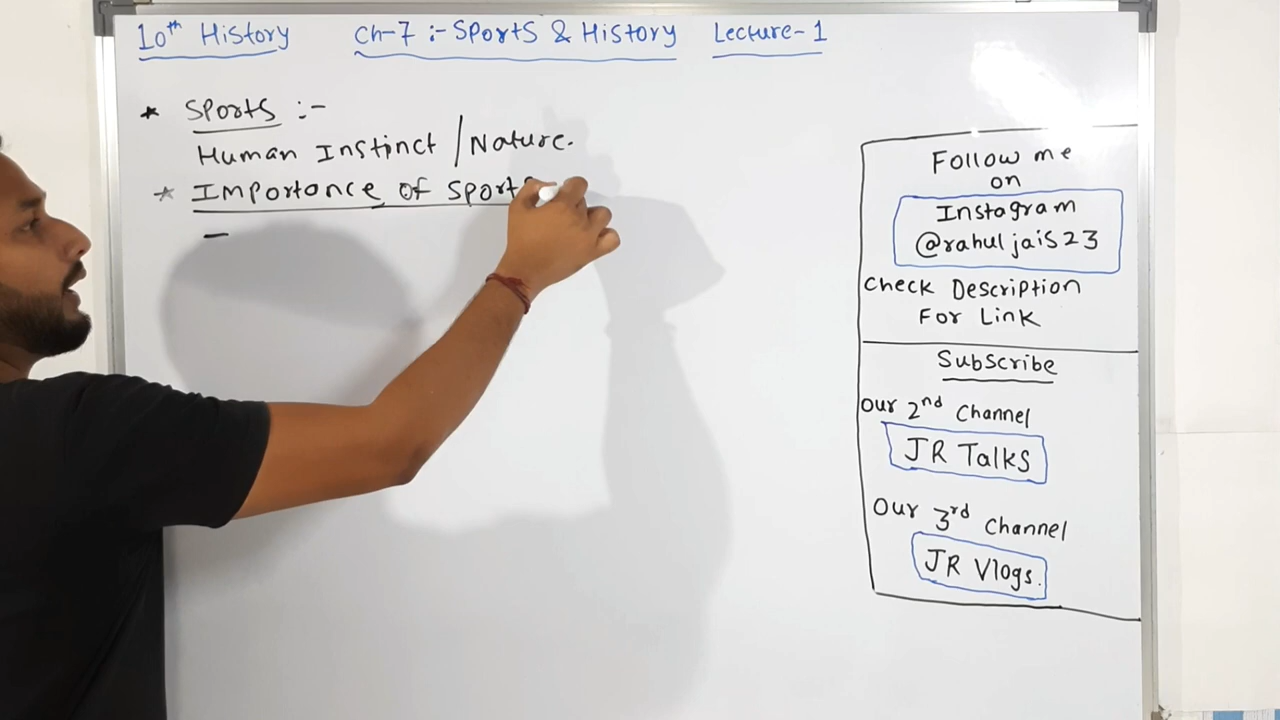 10th History Ch-7 :- Sports & History Lecture-1
* Sports :-
Human Instinct / Nature.
* Importance of Sports
-
Follow me
on
Instagram
@rahuljais23
Check Description
For Link
Subscribe
Our 2nd Channel
JR Talks
Our 3rd Channel
JR Vlogs.